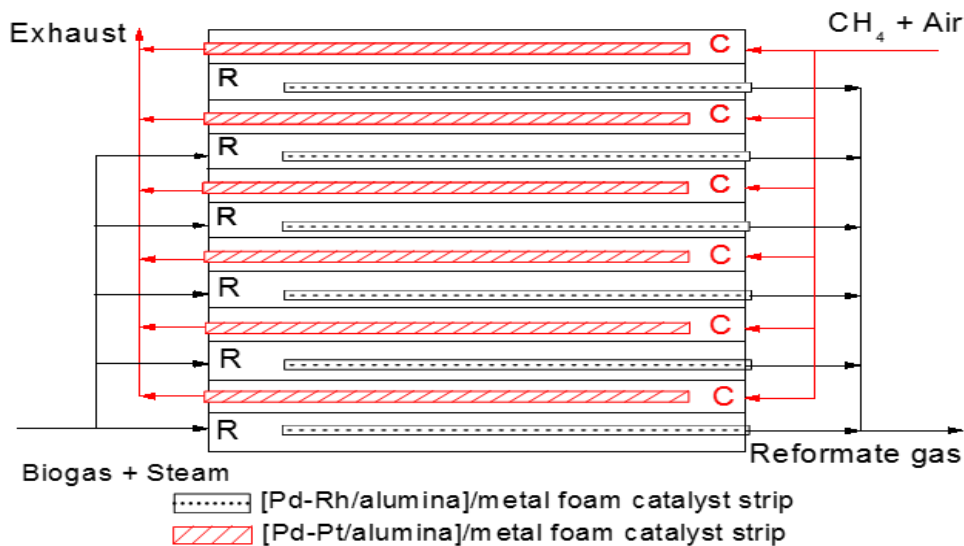 Exhaust
CH4 + Air
C
R
C
R
C
R
C
R
C
R
C
R
Biogas + Steam
Reformate gas
[Pd-Rh/alumina]/metal foam catalyst strip
[Pd-Pt/alumina]/metal foam catalyst strip